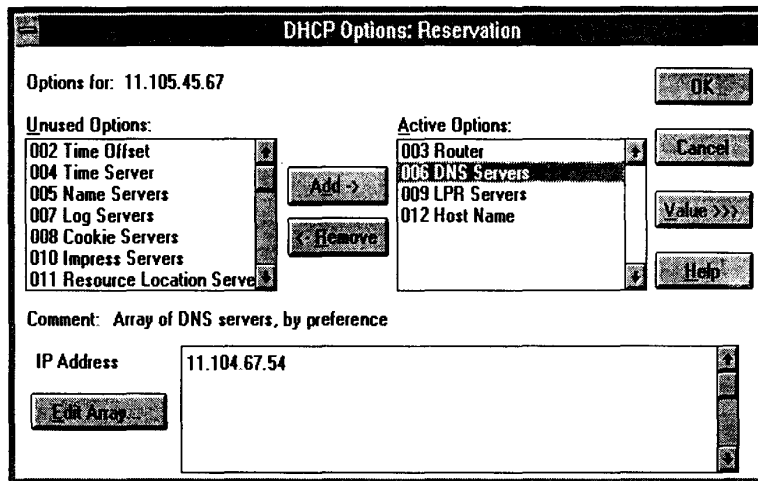 DHCP Options: Reservation
Options for: 11.105.45.67
OK
Unused Options:
Active Options:
002 Time Offset
004 Time Server
005 Name Servers
007 Log Servers
008 Cookie Servers
010 Impress Servers
011 Resource Location Serve
Add ->
<- Remove
003 Router
006 DNS Servers
009 LPR Servers
012 Host Name
Cancel
Value >>>
Help
Comment: Array of DNS servers, by preference
IP Address
11.104.67.54
Edit Array...